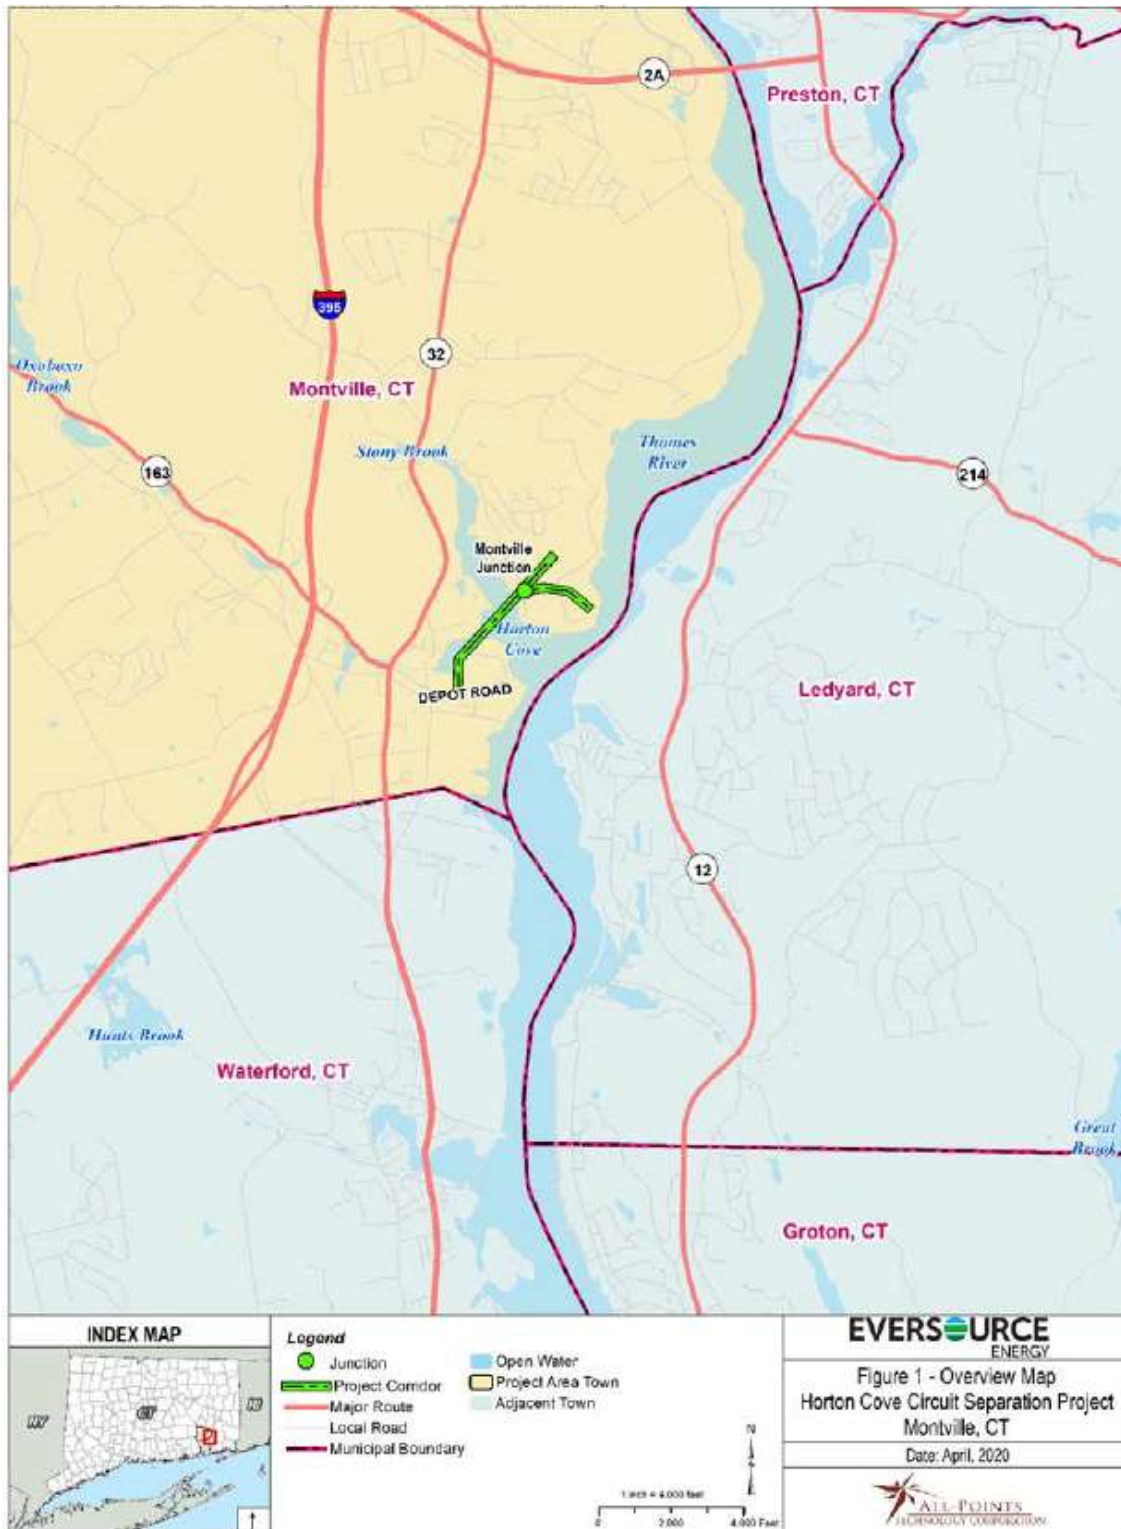 2A
Preston, CT
395
32
Montville, CT
Oxoboxo
Brook
163
Stony Brook
Thames
River
214
Montville
Junction
Horton
Cove
DEPOT ROAD
Ledyard, CT
12
Hunts Brook
Waterford, CT
Great
Brook
Groton, CT
INDEX MAP
NY
CT
RI
Legend
Junction
Project Corridor
Major Route
Local Road
Municipal Boundary
Open Water
Project Area Town
Adjacent Town
N
1 inch = 4,000 feet
0 2,000 4,000 Feet
EVERSOURCE
ENERGY
Figure 1 - Overview Map
Horton Cove Circuit Separation Project
Montville, CT
Date: April, 2020
ALL-POINTS
TECHNOLOGY CORPORATION